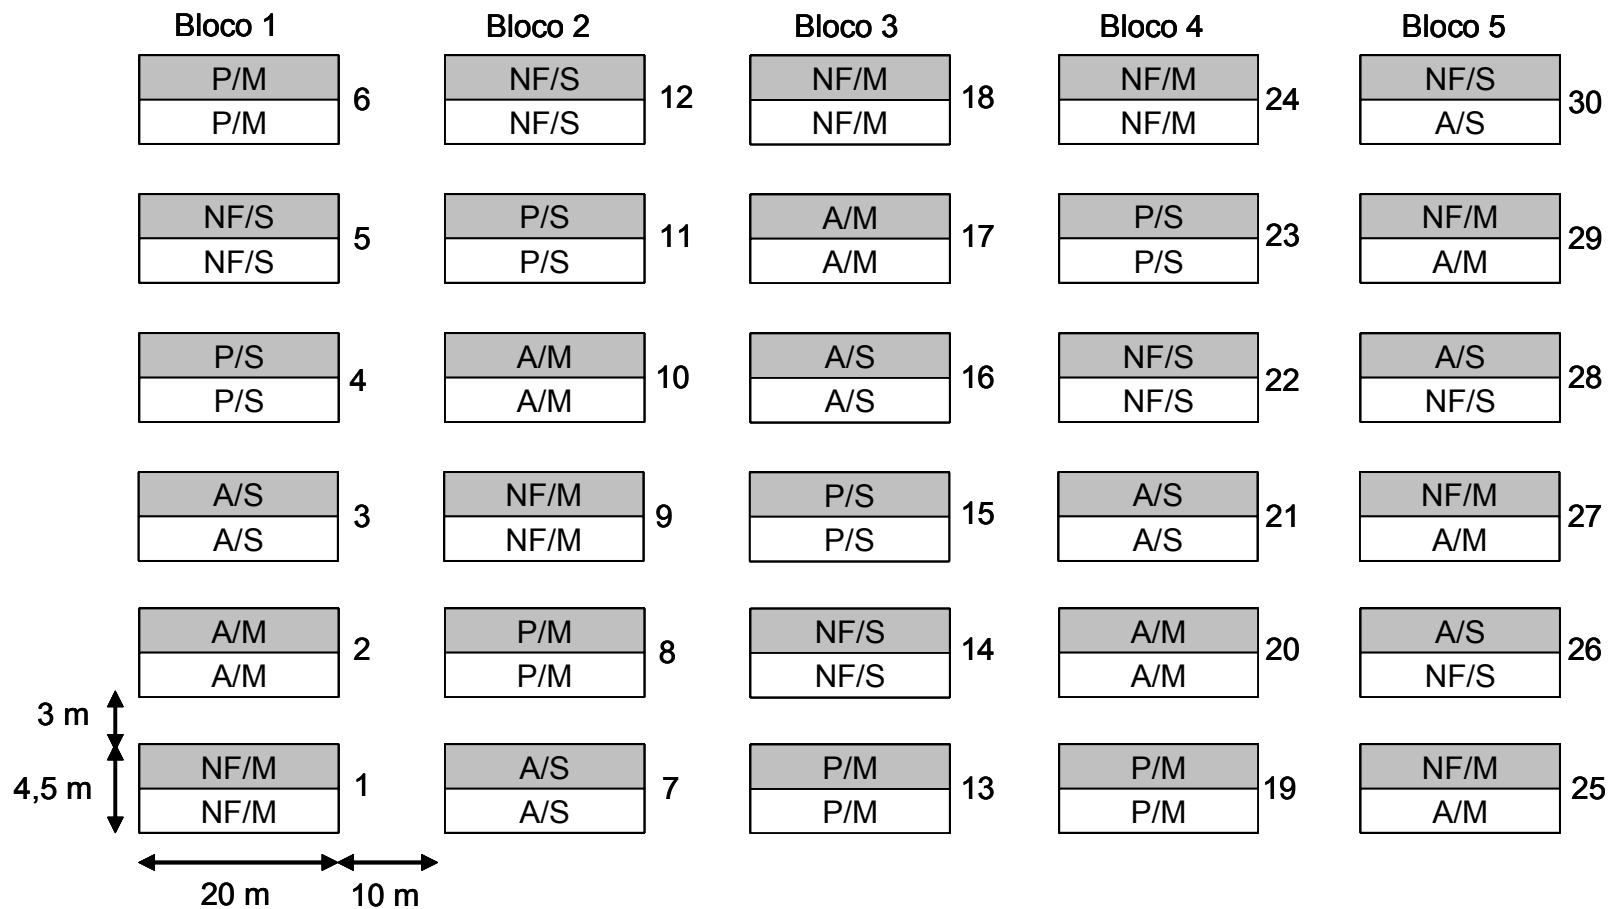 Bloco 1 Bloco 2 Bloco 3 Bloco 4 Bloco 5
P/M NF/S NF/M NF/M NF/S
6 12 18 24 30
P/M NF/S NF/M NF/M A/S
NF/S P/S A/M P/S NF/M
5 11 17 23 29
NF/S P/S A/M P/S A/M
P/S A/M A/S NF/S A/S
4 10 16 22 28
P/S A/M A/S NF/S NF/S
A/S NF/M P/S A/S NF/M
3 9 15 21 27
A/S NF/M P/S A/S A/M
A/M P/M NF/S A/M A/S
2 8 14 20 26
A/M P/M NF/S A/M NF/S
3 m
NF/M A/S P/M P/M NF/M
4,5 m 1 7 13 19 25
NF/M A/S P/M P/M A/M
20 m 10 m